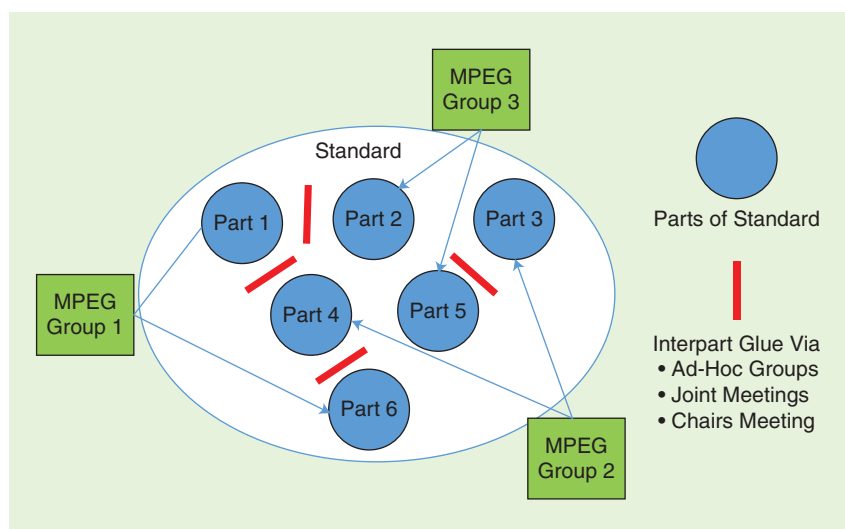 MPEG
Group 3
Standard
Part 1
Part 2
Part 3
Parts of Standard
MPEG
Group 1
Part 4
Part 5
Interpart Glue Via
• Ad-Hoc Groups
• Joint Meetings
• Chairs Meeting
Part 6
MPEG
Group 2